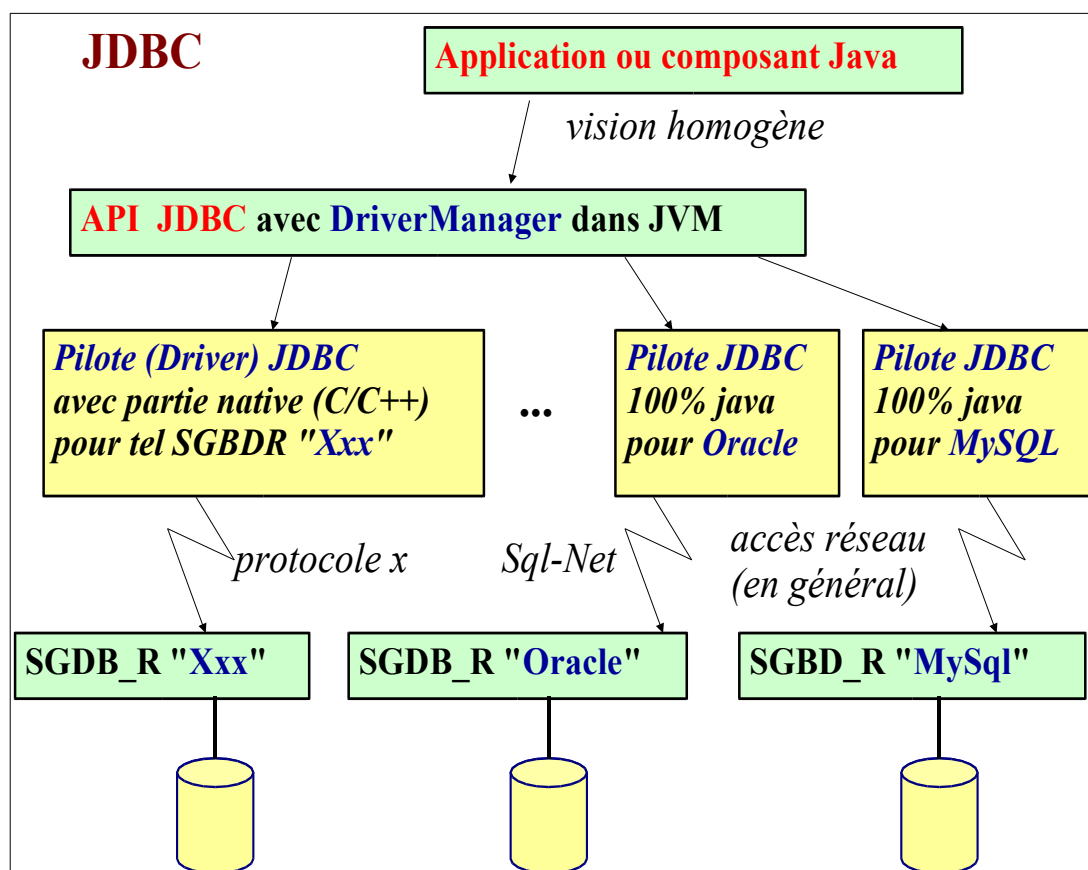 JDBC
Application ou composant Java
vision homogène
API JDBC avec DriverManager dans JVM
Pilote (Driver) JDBC
avec partie native (C/C++)
pour tel SGBDR "Xxx"
...
Pilote JDBC
100% java
pour Oracle
Pilote JDBC
100% java
pour MySQL
protocole x
Sql-Net
accès réseau
(en général)
SGDB_R "Xxx"
SGDB_R "Oracle"
SGBD_R "MySql"